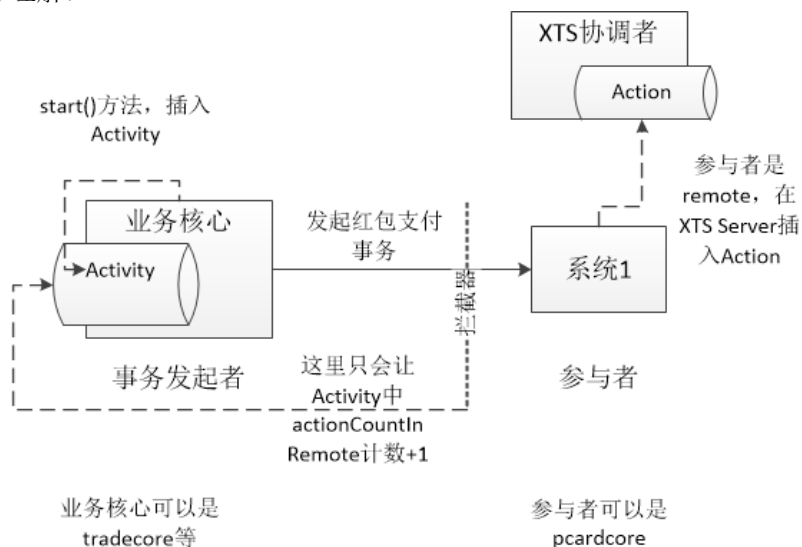 XTS协调者
Action
start()方法，插入
Activity
参与者是
remote，在
XTS Server插
入Action
业务核心
Activity
发起红包支付
事务
拦截器
系统1
事务发起者
这里只会让
Activity中
actionCountIn
Remote计数+1
参与者
业务核心可以是
tradecore等
参与者可以是
pcardcore